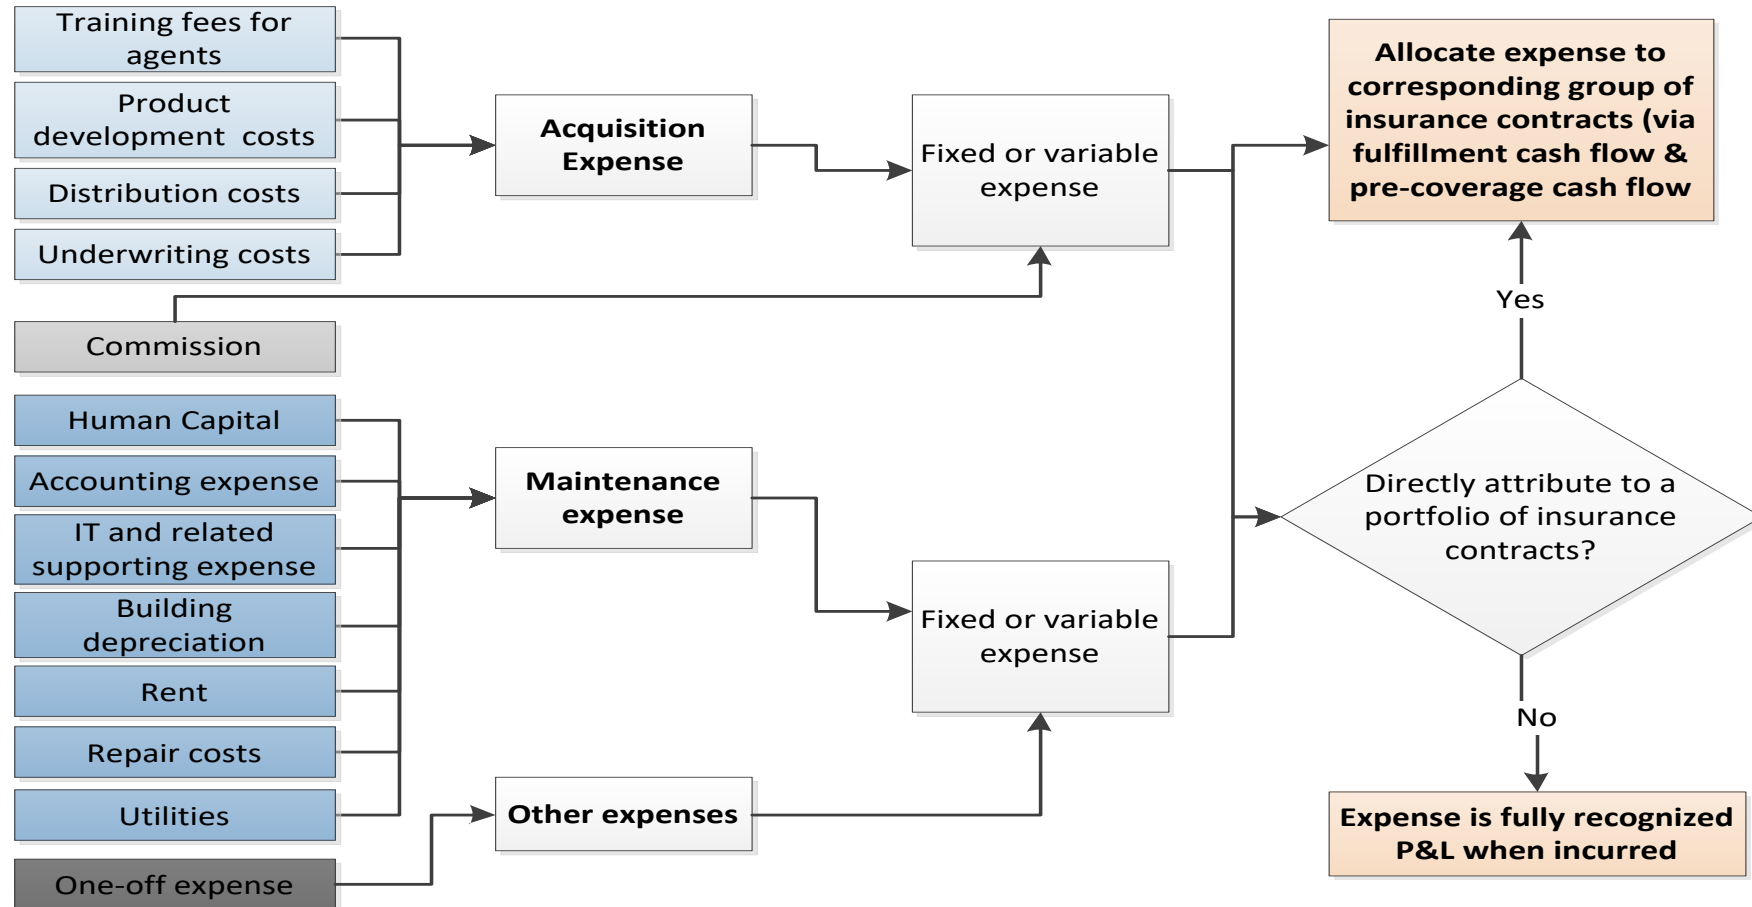 Training fees for
agents
Product
development costs
Distribution costs
Underwriting costs
Commission
Human Capital
Accounting expense
IT and related
supporting expense
Building
depreciation
Rent
Repair costs
Utilities
One-off expense
Acquisition
Expense
Maintenance
expense
Other expenses
Fixed or variable
expense
Fixed or variable
expense
Allocate expense to
corresponding group of
insurance contracts (via
fulfillment cash flow &
pre-coverage cash flow
Yes
Directly attribute to a
portfolio of insurance
contracts?
No
Expense is fully recognized
P&L when incurred